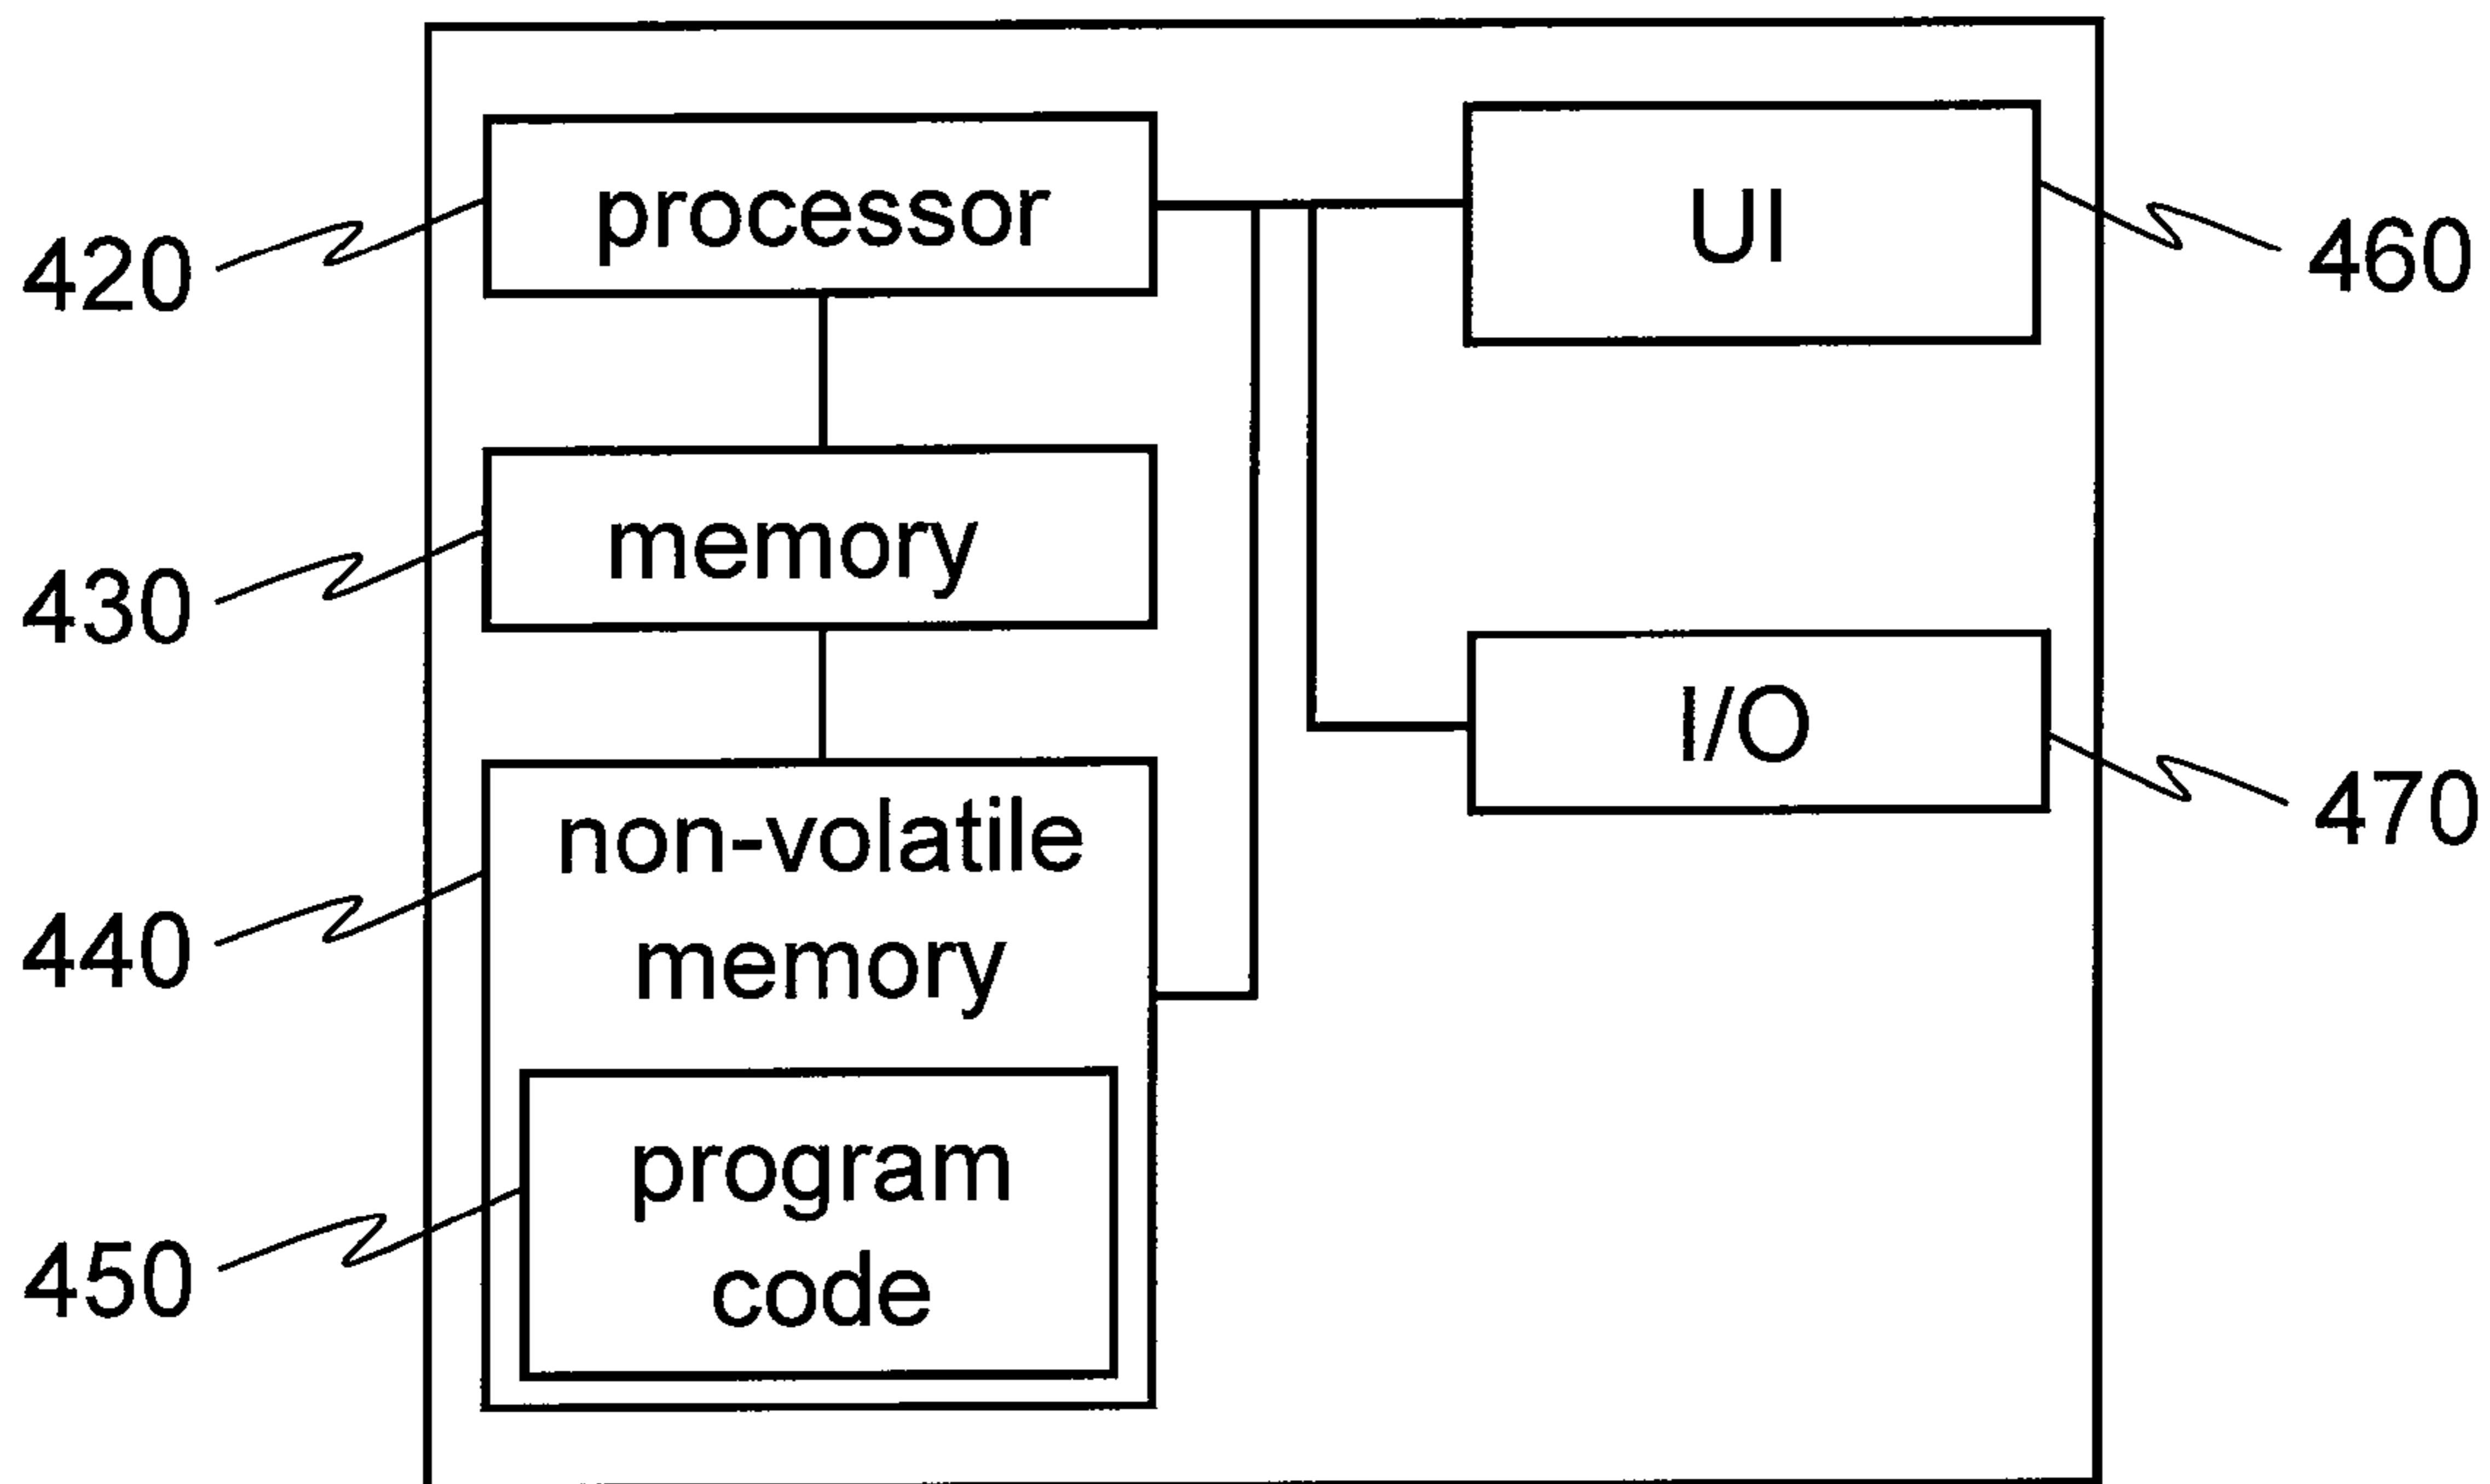 processor
UI
420
460
memory
430
I/O
470
non-volatile
memory
440
program
code
450